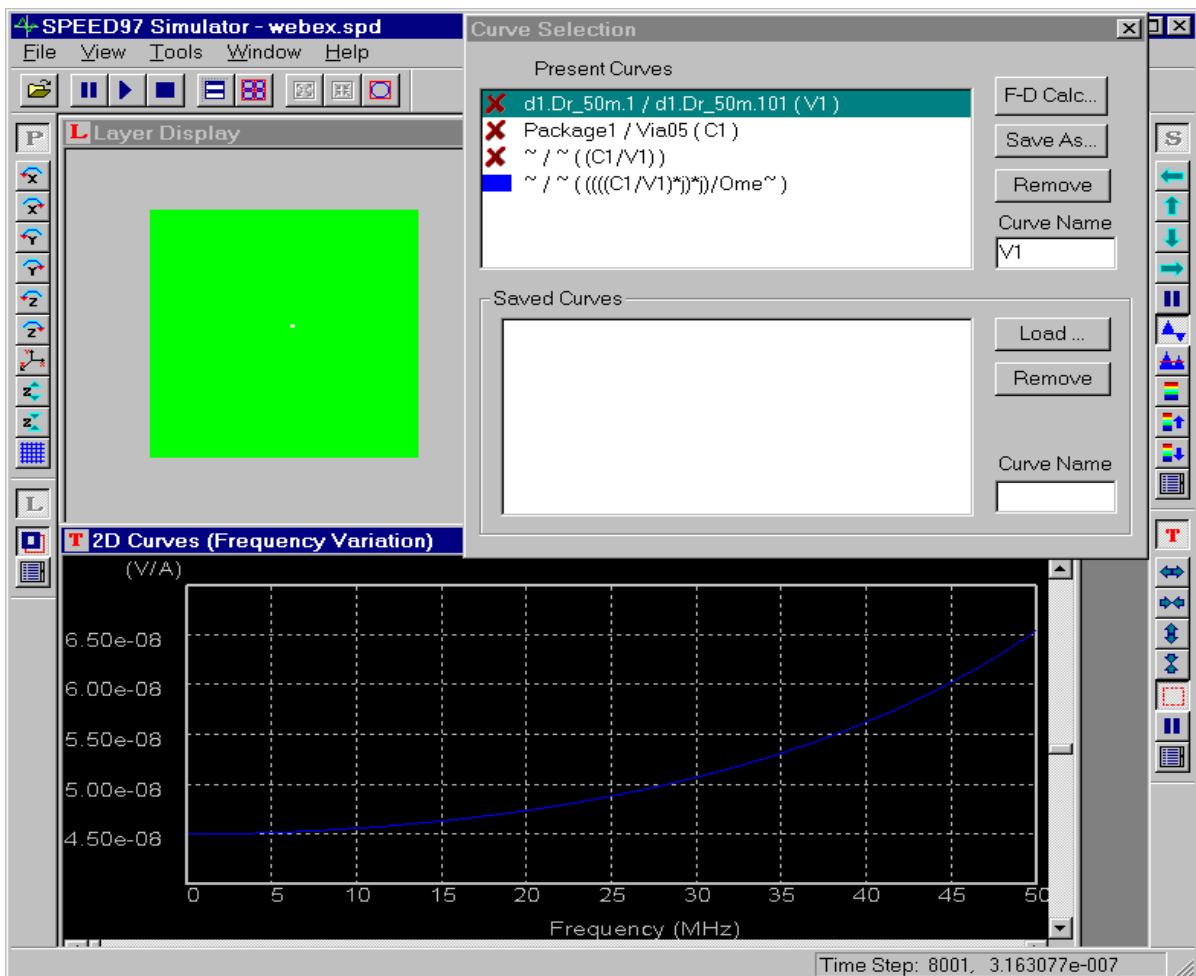 SPEED97 Simulator - webex.spd
File View Tools Window Help
P
L Layer Display
X
X
Y
Y
Z
Z
Z
Z
L
Curve Selection
Present Curves
d1.Dr_50m.1 / d1.Dr_50m.101 ( V1 )
Package1 / Via05 ( C1 )
~ / ~ ( (C1/V1) )
~ / ~ ( ((((C1/V1)*j)*j)/Ome~ )
F-D Calc...
Save As...
Remove
Curve Name
V1
Saved Curves
Load ...
Remove
Curve Name
S
T
T 2D Curves (Frequency Variation)
(V/A)
6.50e-08
6.00e-08
5.50e-08
5.00e-08
4.50e-08
0 5 10 15 20 25 30 35 40 45 50
Frequency (MHz)
Time Step: 8001, 3.163077e-007